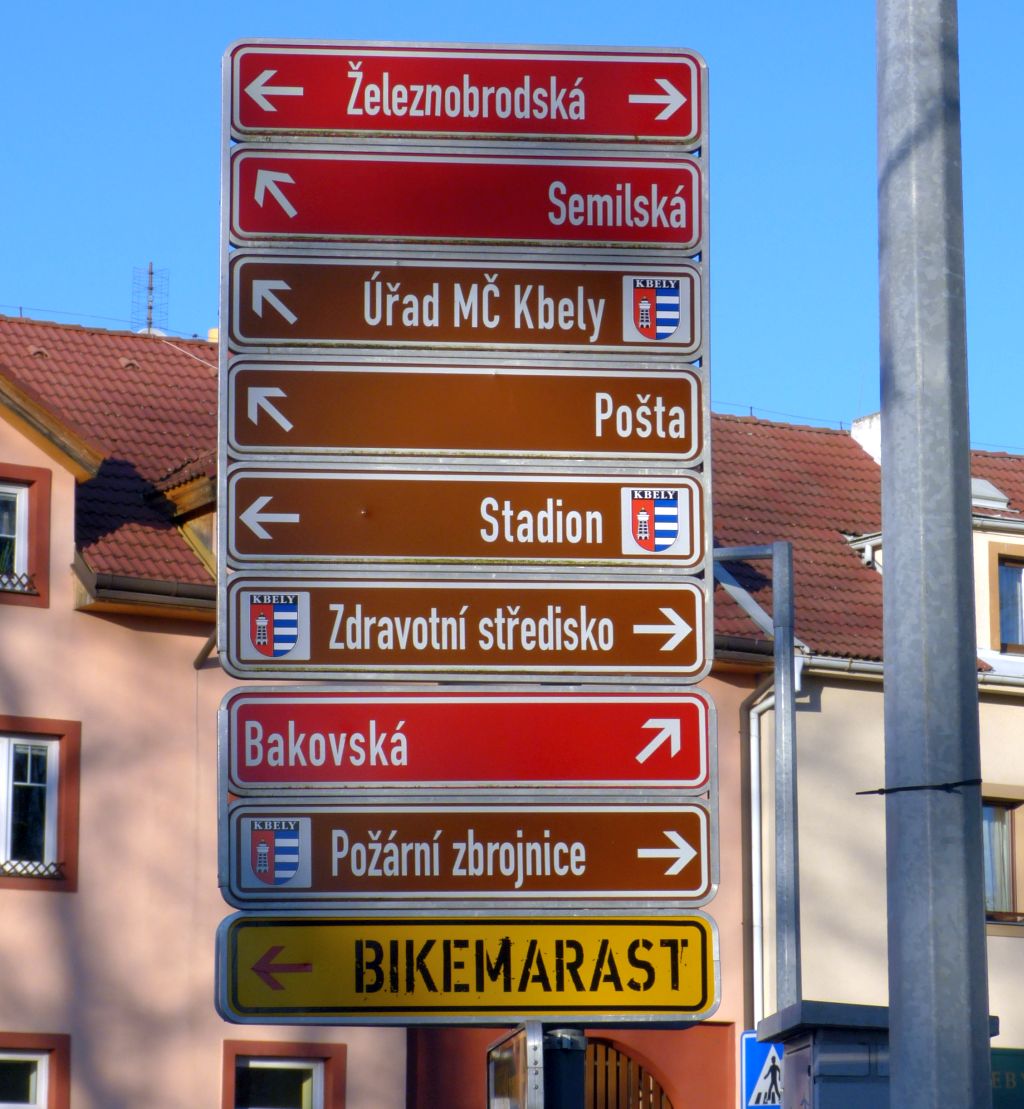 Železnobrodská
Semilská
Úřad MČ Kbely
KBELY
Pošta
Stadion
KBELY
KBELY
Zdravotní středisko
Bakovská
KBELY
Požární zbrojnice
BIKEMARAST